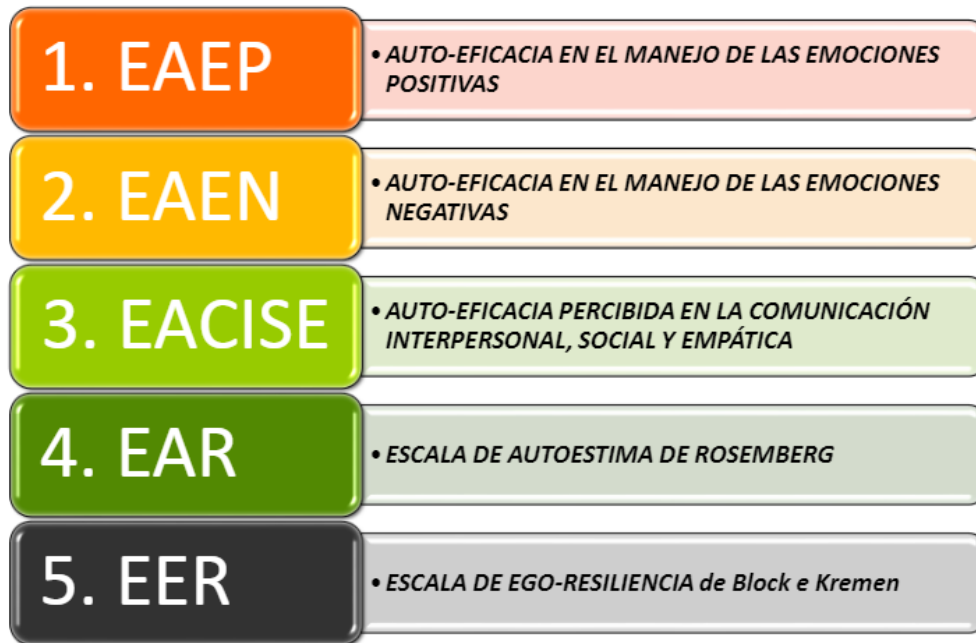 1. EAEP
• AUTO-EFICACIA EN EL MANEJO DE LAS EMOCIONES
POSITIVAS
2. EAEN
• AUTO-EFICACIA EN EL MANEJO DE LAS EMOCIONES
NEGATIVAS
3. EACISE
• AUTO-EFICACIA PERCIBIDA EN LA COMUNICACIÓN
INTERPERSONAL, SOCIAL Y EMPÁTICA
4. EAR
• ESCALA DE AUTOESTIMA DE ROSEMBERG
5. EER
• ESCALA DE EGO-RESILIENCIA de Block e Kremen